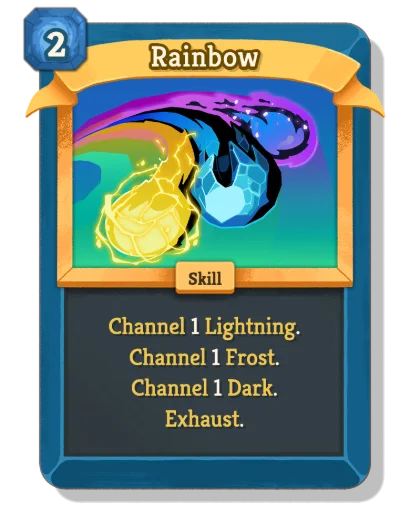 2
Rainbow
Skill
Channel 1 Lightning.
Channel 1 Frost.
Channel 1 Dark.
Exhaust.